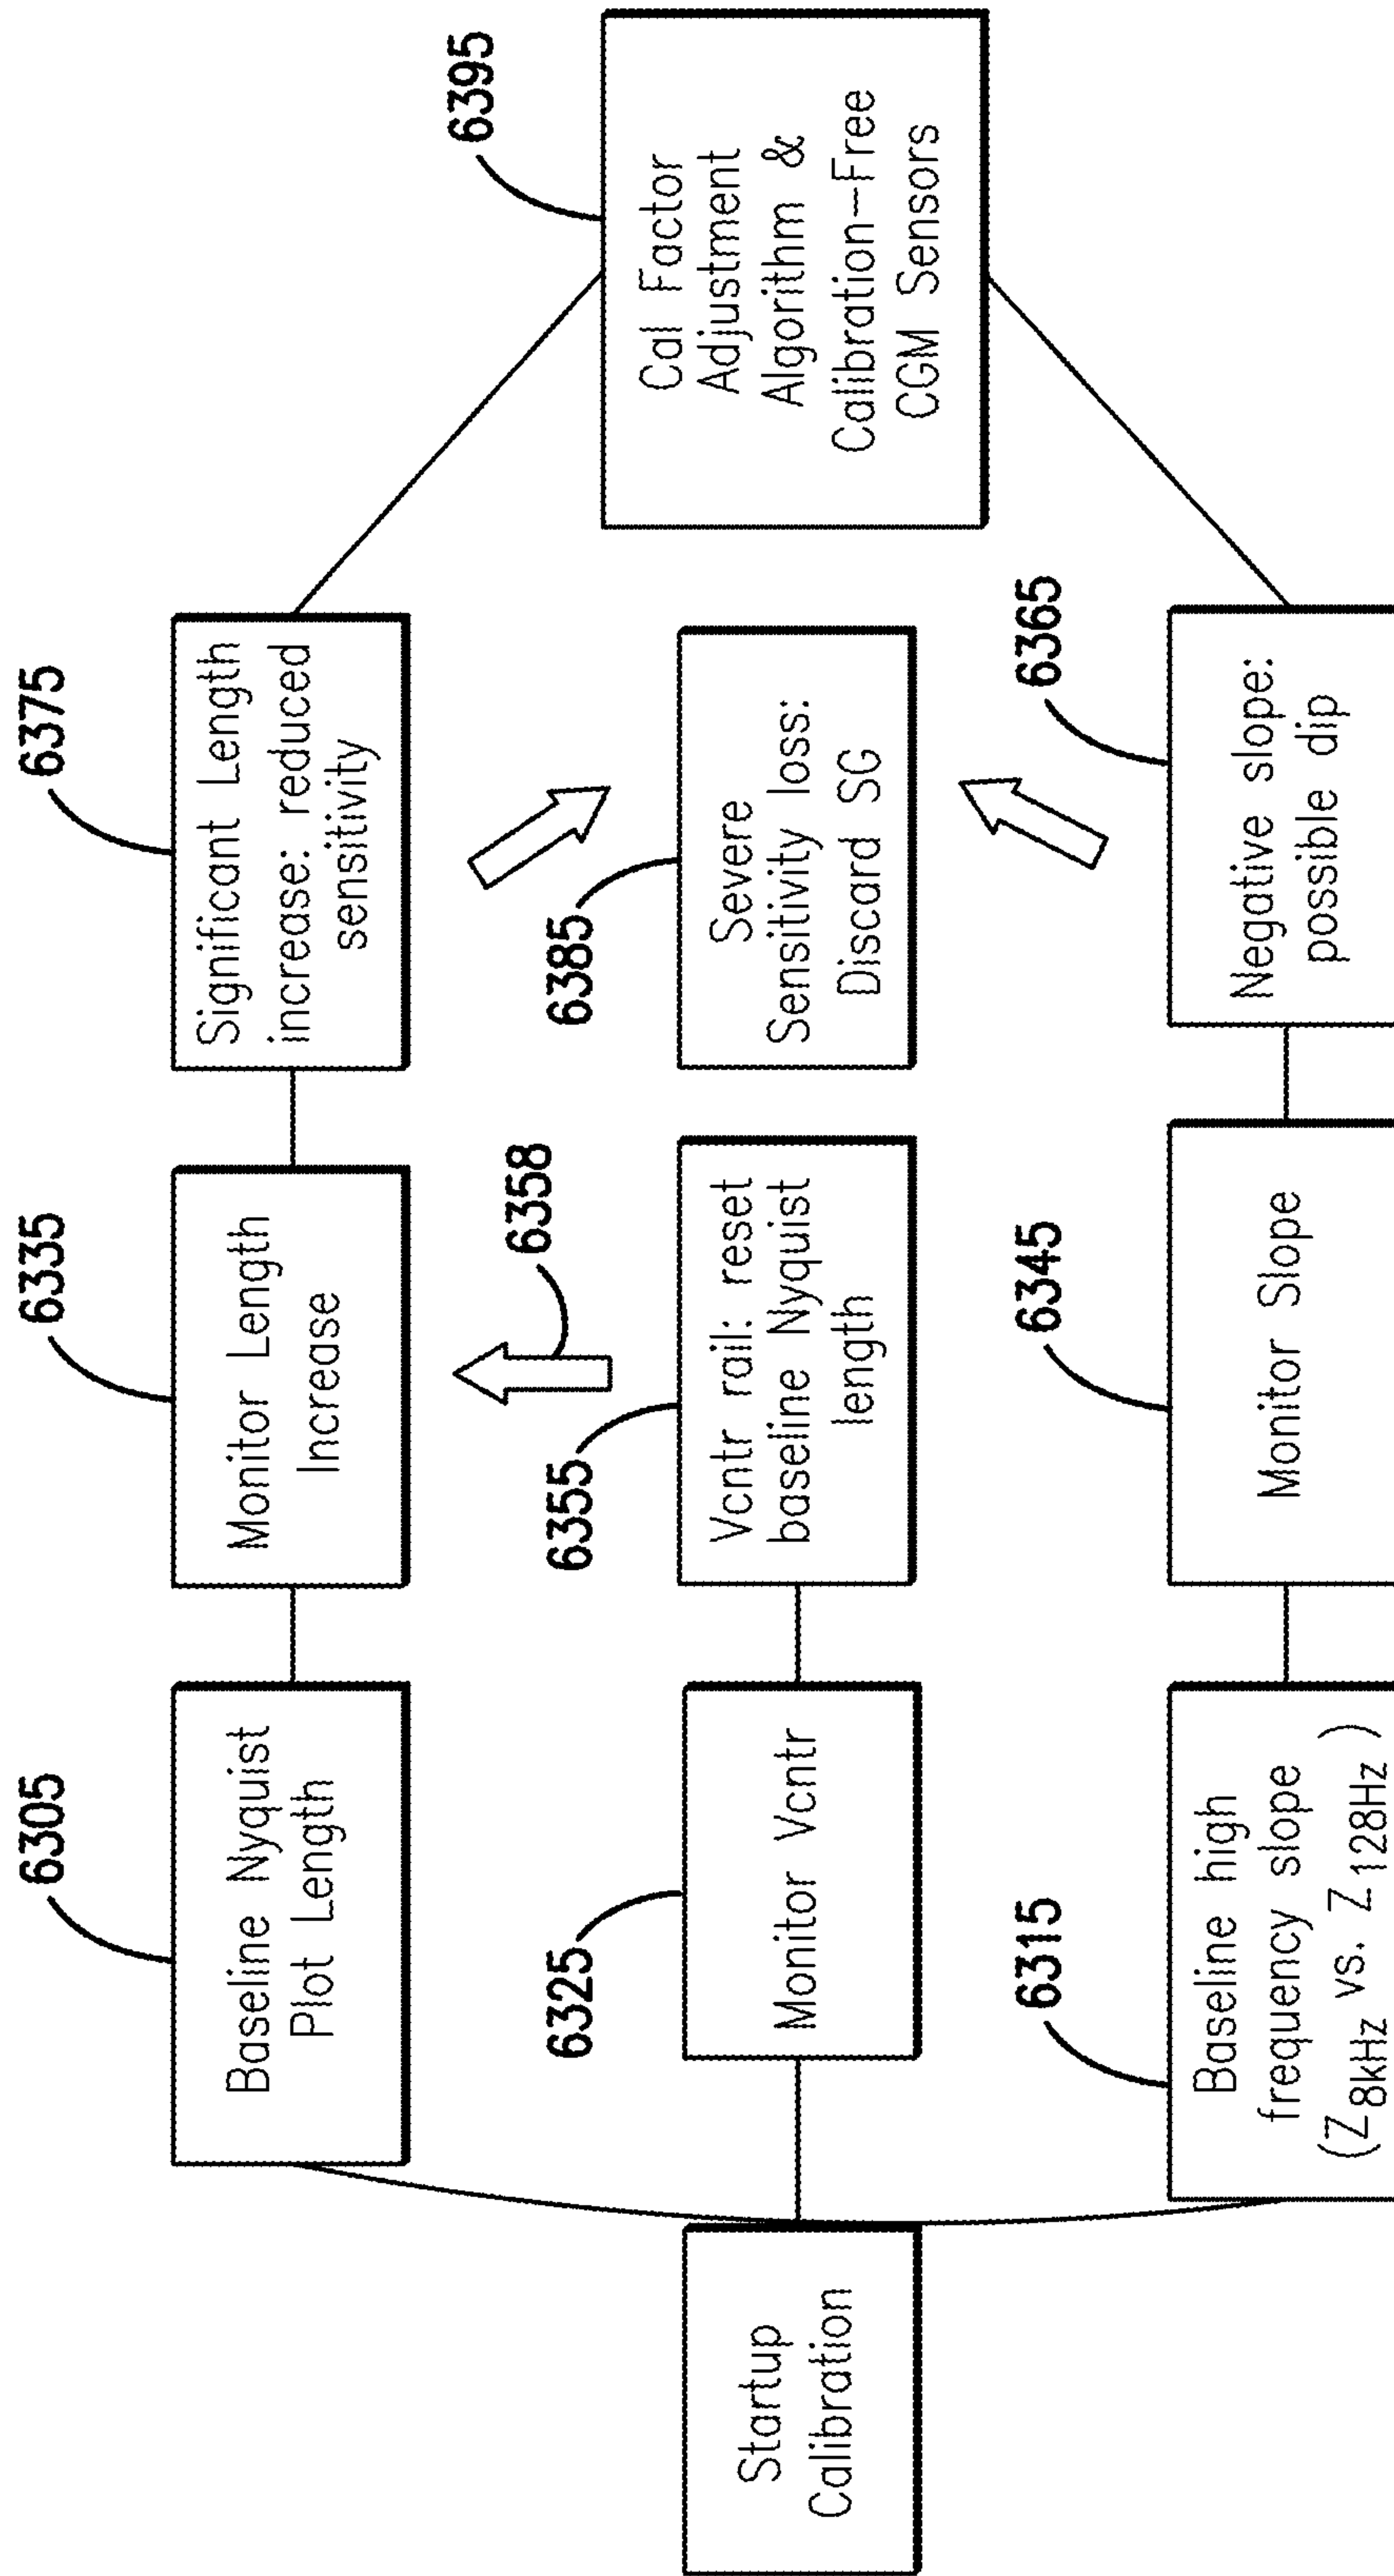 Startup
Calibration
6305
Baseline Nyquist
Plot Length
6335
Monitor Length
Increase
6375
Significant Length
increase: reduced
sensitivity
6325
Monitor Vcntr
6355
Vcntr rail: reset
baseline Nyquist
length
6358
6385
Severe
Sensitivity loss:
Discard SG
6315
Baseline high
frequency slope
(Z8kHz vs. Z128Hz)
6345
Monitor Slope
6365
Negative slope:
possible dip
6395
Cal Factor
Adjustment
Algorithm &
Calibration-Free
CGM Sensors